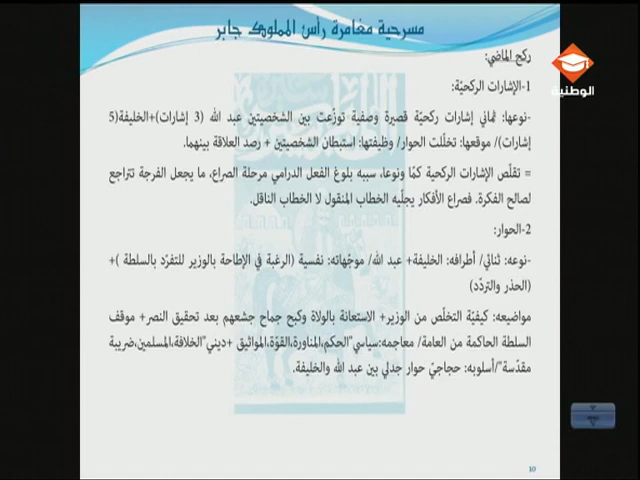 مسرحية مغامرة رأس المملوك جابر
ركح الماضي:
1-الإشارات الركحيّة:
-نوعها: ثماني إشارات ركحيّة قصيرة وصفية توزّعت بين الشخصيتين عبد الله (3 إشارات)+الخليفة(5
إشارات)/ موقعها: تخلّلت الحوار/ وظيفتها: استبطان الشخصيتين + رصد العلاقة بينهما.
= تقلّص الإشارات الركحية كمّا ونوعا، سببه بلوغ الفعل الدرامي مرحلة الصراع، ما يجعل الفرجة تتراجع
لصالح الفكرة. فصراع الأفكار يجلّيه الخطاب المنقول لا الخطاب الناقل.
2-الحوار:
-نوعه: ثنائي/ أطرافه: الخليفة+ عبد الله/ موجّهاته: نفسية (الرغبة في الإطاحة بالوزير للتفرّد بالسلطة )+
(الحذر والتردّد)
مواضيعه: كيفيّة التخلّص من الوزير+ الاستعانة بالولاة وكبح جماح جشعهم بعد تحقيق النصر+ موقف
السلطة الحاكمة من العامة/ معاجمه:سياسي"الحكم،المناورة،القوّة، المواثيق +ديني"الخلافة،المسلمين،ضريبة
مقدّسة"/أسلوبه: حجاجيّ حوار جدلي بين عبد الله والخليفة.
10
الوطنية